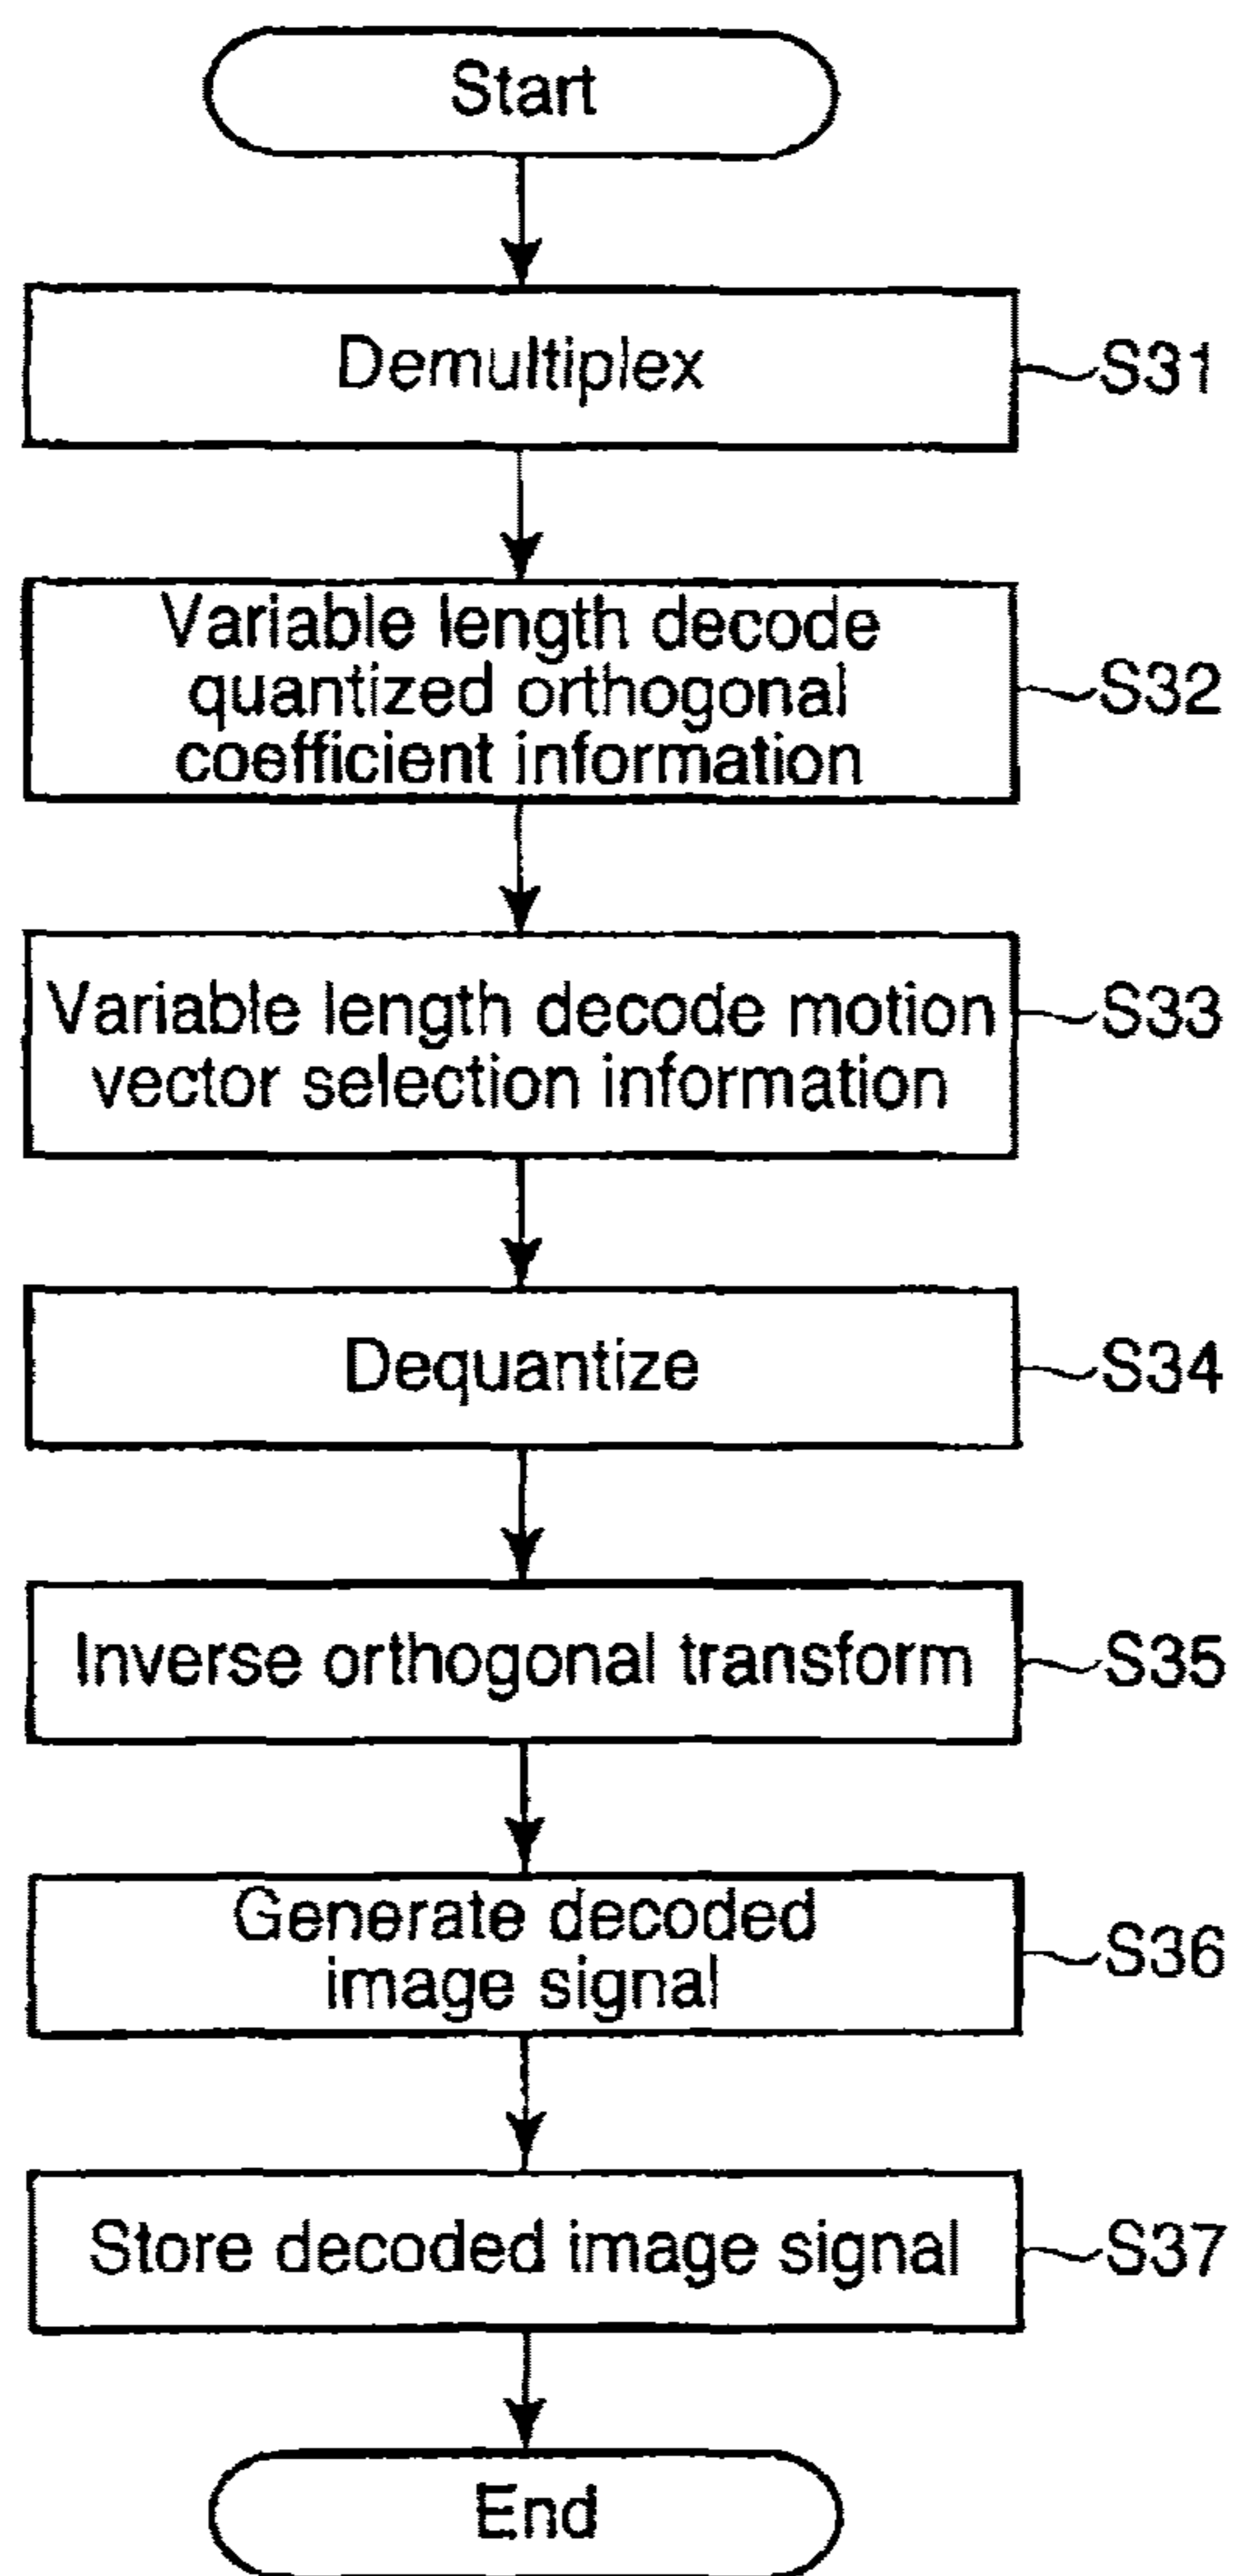 Start
Demultiplex
S31
Variable length decode
quantized orthogonal
coefficient information
S32
Variable length decode motion
vector selection information
S33
Dequantize
S34
Inverse orthogonal transform
S35
Generate decoded
image signal
S36
Store decoded image signal
S37
End